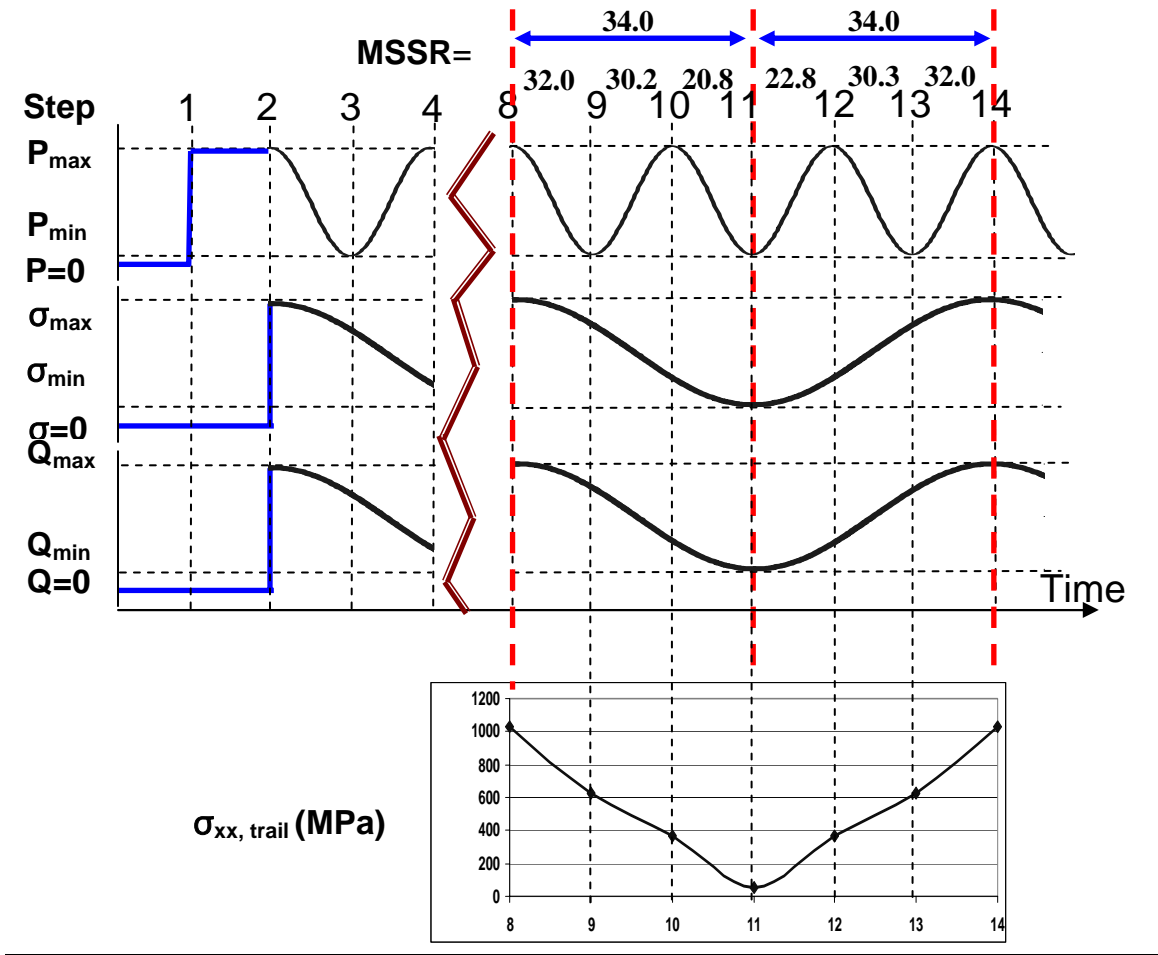 34.0 34.0
MSSR=
32.0 30.2 20.8 22.8 30.3 32.0
Step 1 2 3 4 8 9 10 11 12 13 14
Pmax
Pmin
P=0
σmax
σmin
σ=0
Qmax
Qmin
Q=0
Time
1200
1000
800
600
400
200
0
σxx, trail (MPa)
8 9 10 11 12 13 14